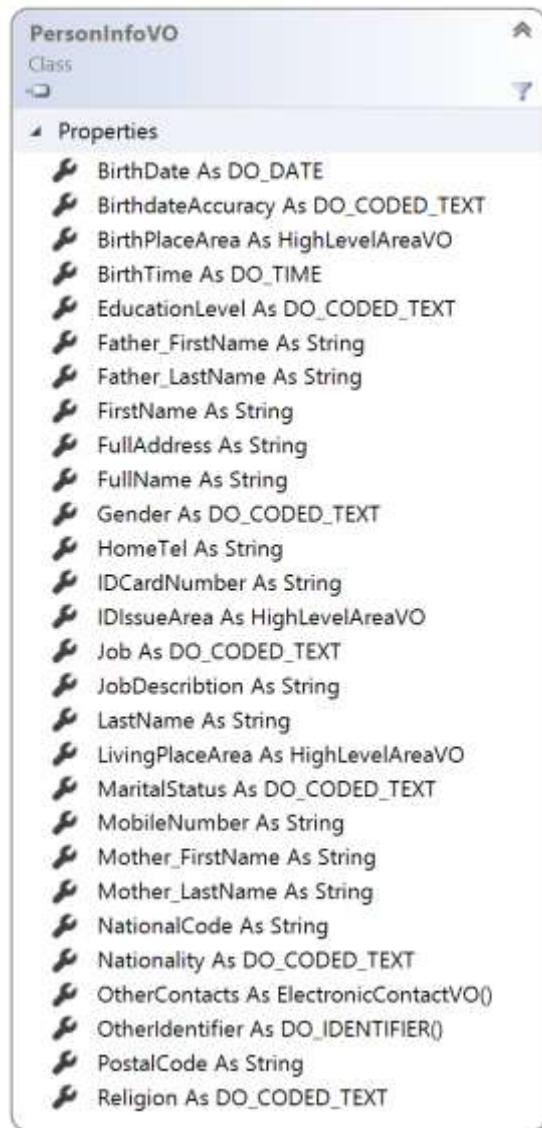 PersonInfoVO
Class
Properties
BirthDate As DO_DATE
BirthdateAccuracy As DO_CODED_TEXT
BirthPlaceArea As HighLevelAreaVO
BirthTime As DO_TIME
EducationLevel As DO_CODED_TEXT
Father_FirstName As String
Father_LastName As String
FirstName As String
FullAddress As String
FullName As String
Gender As DO_CODED_TEXT
HomeTel As String
IDCardNumber As String
IDIssueArea As HighLevelAreaVO
Job As DO_CODED_TEXT
JobDescribtion As String
LastName As String
LivingPlaceArea As HighLevelAreaVO
MaritalStatus As DO_CODED_TEXT
MobileNumber As String
Mother_FirstName As String
Mother_LastName As String
NationalCode As String
Nationality As DO_CODED_TEXT
OtherContacts As ElectronicContactVO()
OtherIdentifier As DO_IDENTIFIER()
PostalCode As String
Religion As DO_CODED_TEXT